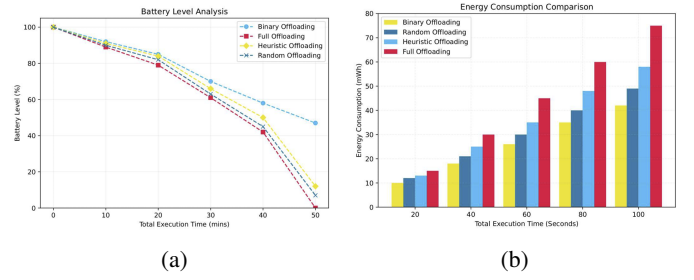 Battery Level Analysis
Binary Offloading
Full Offloading
Heuristic Offloading
Random Offloading
Battery Level (%)
100
80
60
40
20
0
0 10 20 30 40 50
Total Execution Time (mins)
(a)
Energy Consumption Comparison
Binary Offloading
Random Offloading
Heuristic Offloading
Full Offloading
Energy Consumption (mWh)
80
70
60
50
40
30
20
10
0
20 40 60 80 100
Total Execution Time (Seconds)
(b)